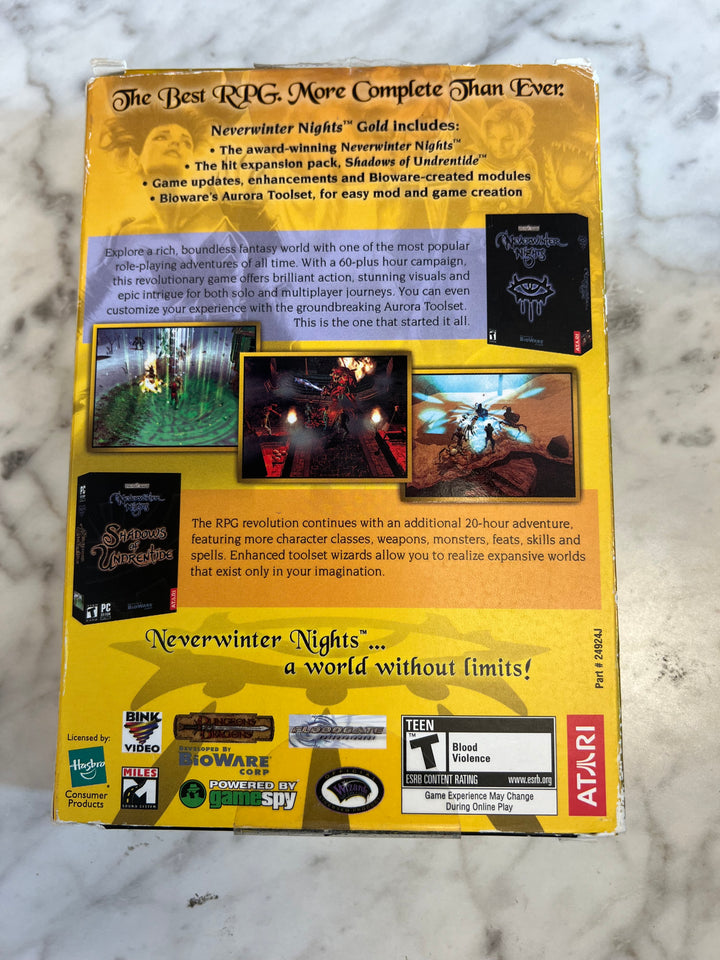 The Best RPG. More Complete Than Ever.
Neverwinter Nights™ Gold includes:
• The award-winning Neverwinter Nights™
• The hit expansion pack, Shadows of Undrentide™
• Game updates, enhancements and Bioware-created modules
• Bioware's Aurora Toolset, for easy mod and game creation
Explore a rich, boundless fantasy world with one of the most popular
role-playing adventures of all time. With a 60-plus hour campaign,
this revolutionary game offers brilliant action, stunning visuals and
epic intrigue for both solo and multiplayer journeys. You can even
customize your experience with the groundbreaking Aurora Toolset.
This is the one that started it all.
Neverwinter
Nights
BioWare
ATARI
Neverwinter
Nights
Shadows
of
Undrentide
T
PC
BioWare
ATARI
The RPG revolution continues with an additional 20-hour adventure,
featuring more character classes, weapons, monsters, feats, skills and
spells. Enhanced toolset wizards allow you to realize expansive worlds
that exist only in your imagination.
Neverwinter Nights™...
a world without limits!
Part # 24924J
Licensed by:
Hasbro
Consumer
Products
BINK
VIDEO
MILES
SOUND SYSTEM
DUNGEONS & DRAGONS
DEVELOPED BY
BIOWARE
CORP
POWERED BY
gamespy
FLOODGATE
Wizards
TEEN
T
Blood
Violence
ESRB CONTENT RATING www.esrb.org
Game Experience May Change
During Online Play
ATARI